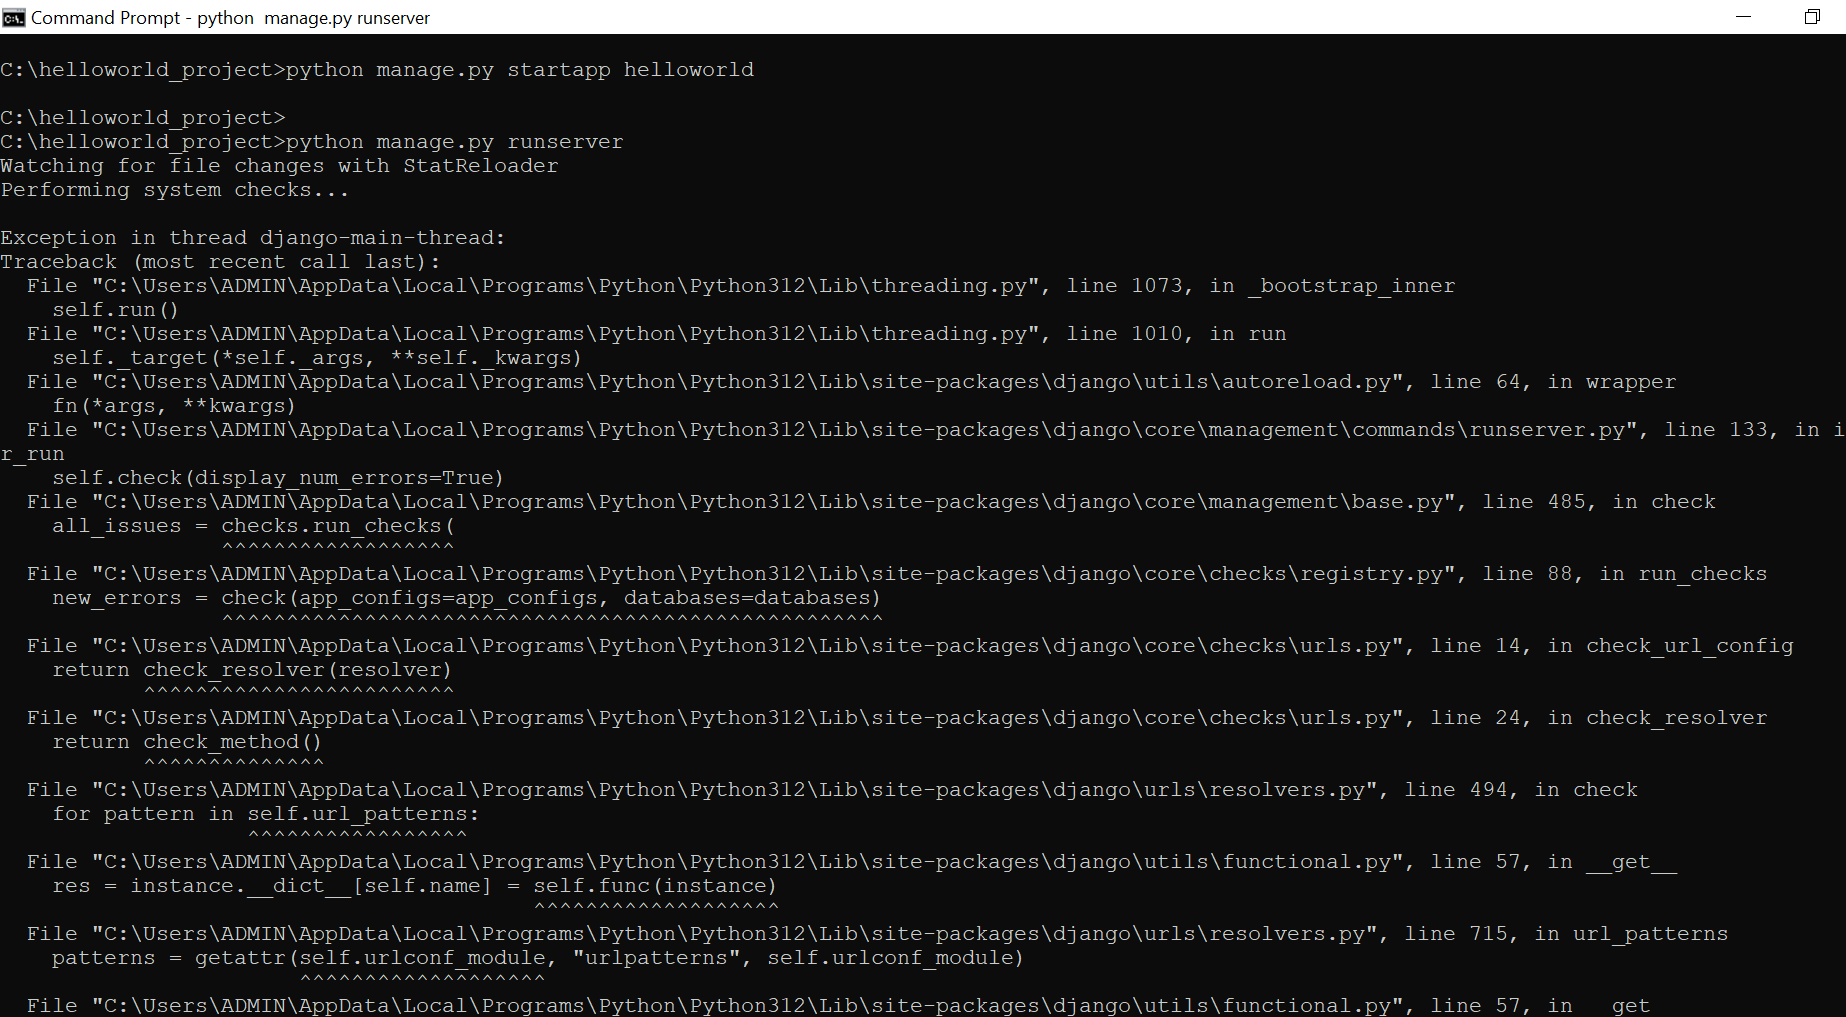 Command Prompt - python  manage.py runserver
C:\helloworld_project>python manage.py startapp helloworld
C:\helloworld_project>
C:\helloworld_project>python manage.py runserver
Watching for file changes with StatReloader
Performing system checks...
Exception in thread django-main-thread:
Traceback (most recent call last):
  File "C:\Users\ADMIN\AppData\Local\Programs\Python\Python312\Lib\threading.py", line 1073, in _bootstrap_inner
    self.run()
  File "C:\Users\ADMIN\AppData\Local\Programs\Python\Python312\Lib\threading.py", line 1010, in run
    self._target(*self._args, **self._kwargs)
  File "C:\Users\ADMIN\AppData\Local\Programs\Python\Python312\Lib\site-packages\django\utils\autoreload.py", line 64, in wrapper
    fn(*args, **kwargs)
  File "C:\Users\ADMIN\AppData\Local\Programs\Python\Python312\Lib\site-packages\django\core\management\commands\runserver.py", line 133, in i
r_run
    self.check(display_num_errors=True)
  File "C:\Users\ADMIN\AppData\Local\Programs\Python\Python312\Lib\site-packages\django\core\management\base.py", line 485, in check
    all_issues = checks.run_checks(
                 ^^^^^^^^^^^^^^^^^^
  File "C:\Users\ADMIN\AppData\Local\Programs\Python\Python312\Lib\site-packages\django\core\checks\registry.py", line 88, in run_checks
    new_errors = check(app_configs=app_configs, databases=databases)
                 ^^^^^^^^^^^^^^^^^^^^^^^^^^^^^^^^^^^^^^^^^^^^^^^^^^^
  File "C:\Users\ADMIN\AppData\Local\Programs\Python\Python312\Lib\site-packages\django\core\checks\urls.py", line 14, in check_url_config
    return check_resolver(resolver)
           ^^^^^^^^^^^^^^^^^^^^^^^^
  File "C:\Users\ADMIN\AppData\Local\Programs\Python\Python312\Lib\site-packages\django\core\checks\urls.py", line 24, in check_resolver
    return check_method()
           ^^^^^^^^^^^^^^
  File "C:\Users\ADMIN\AppData\Local\Programs\Python\Python312\Lib\site-packages\django\urls\resolvers.py", line 494, in check
    for pattern in self.url_patterns:
                   ^^^^^^^^^^^^^^^^^
  File "C:\Users\ADMIN\AppData\Local\Programs\Python\Python312\Lib\site-packages\django\utils\functional.py", line 57, in __get__
    res = instance.__dict__[self.name] = self.func(instance)
                                         ^^^^^^^^^^^^^^^^^^^
  File "C:\Users\ADMIN\AppData\Local\Programs\Python\Python312\Lib\site-packages\django\urls\resolvers.py", line 715, in url_patterns
    patterns = getattr(self.urlconf_module, "urlpatterns", self.urlconf_module)
                       ^^^^^^^^^^^^^^^^^^^
  File "C:\Users\ADMIN\AppData\Local\Programs\Python\Python312\Lib\site-packages\django\utils\functional.py", line 57, in   get